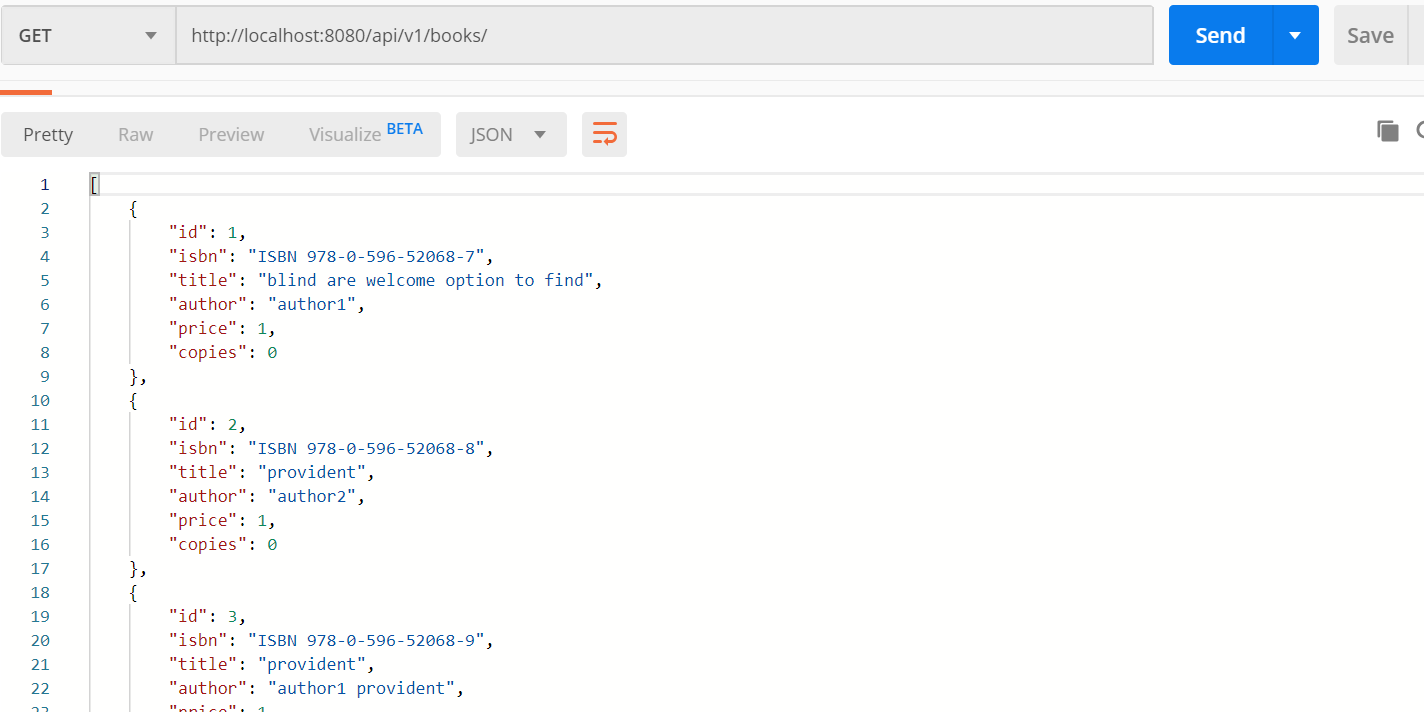 GET http://localhost:8080/api/v1/books/ Send Save
Pretty Raw Preview Visualize BETA JSON
1 [
2 {
3 "id": 1,
4 "isbn": "ISBN 978-0-596-52068-7",
5 "title": "blind are welcome option to find",
6 "author": "author1",
7 "price": 1,
8 "copies": 0
9 },
10 {
11 "id": 2,
12 "isbn": "ISBN 978-0-596-52068-8",
13 "title": "provident",
14 "author": "author2",
15 "price": 1,
16 "copies": 0
17 },
18 {
19 "id": 3,
20 "isbn": "ISBN 978-0-596-52068-9",
21 "title": "provident",
22 "author": "author1 provident",
23 "price": 1